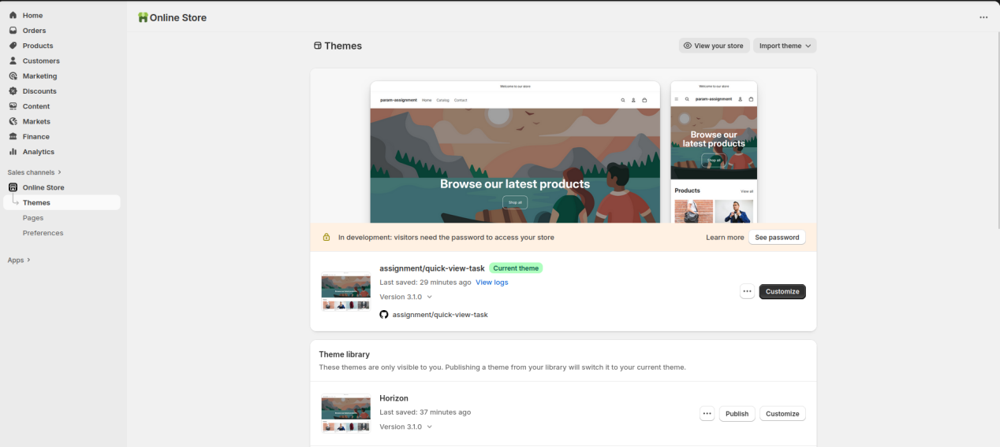 Home
Orders
Products
Customers
Marketing
Discounts
Content
Markets
Finance
Analytics
Sales channels
Online Store
Themes
Pages
Preferences
Apps
Online Store
Themes
View your store
Import theme
Welcome to our store
param-assignment Home Catalog Contact
Browse our latest products
Shop all
Welcome to our store
param-assignment
Browse our
latest products
Shop all
Products View all
In development: visitors need the password to access your store
Learn more See password
assignment/quick-view-task Current theme
Last saved: 29 minutes ago View logs
Version 3.1.0
assignment/quick-view-task
Customize
Theme library
These themes are only visible to you. Publishing a theme from your library will switch it to your current theme.
Horizon
Last saved: 37 minutes ago
Version 3.1.0
Publish Customize